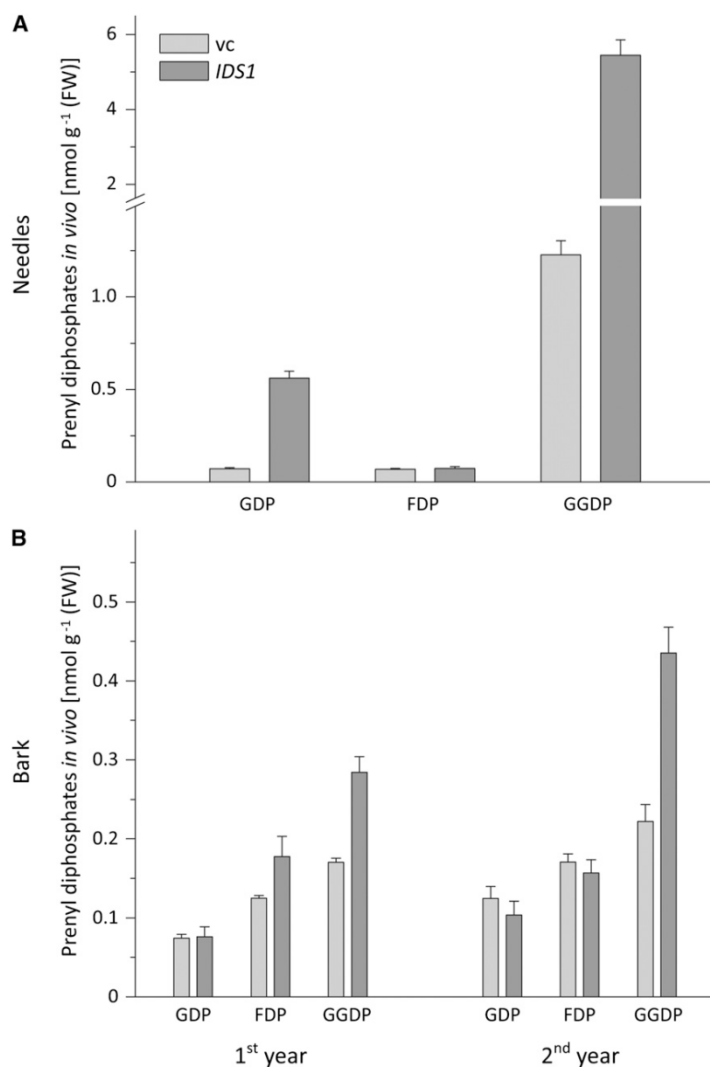 A
vc
IDS1
Needles
Prenyl diphosphates in vivo [nmol g⁻¹ (FW)]
6
4
2
1.0
0.5
0
GDP FDP GGDP
B
Bark
Prenyl diphosphates in vivo [nmol g⁻¹ (FW)]
0.5
0.4
0.3
0.2
0.1
0
GDP FDP GGDP GDP FDP GGDP
1st year 2nd year